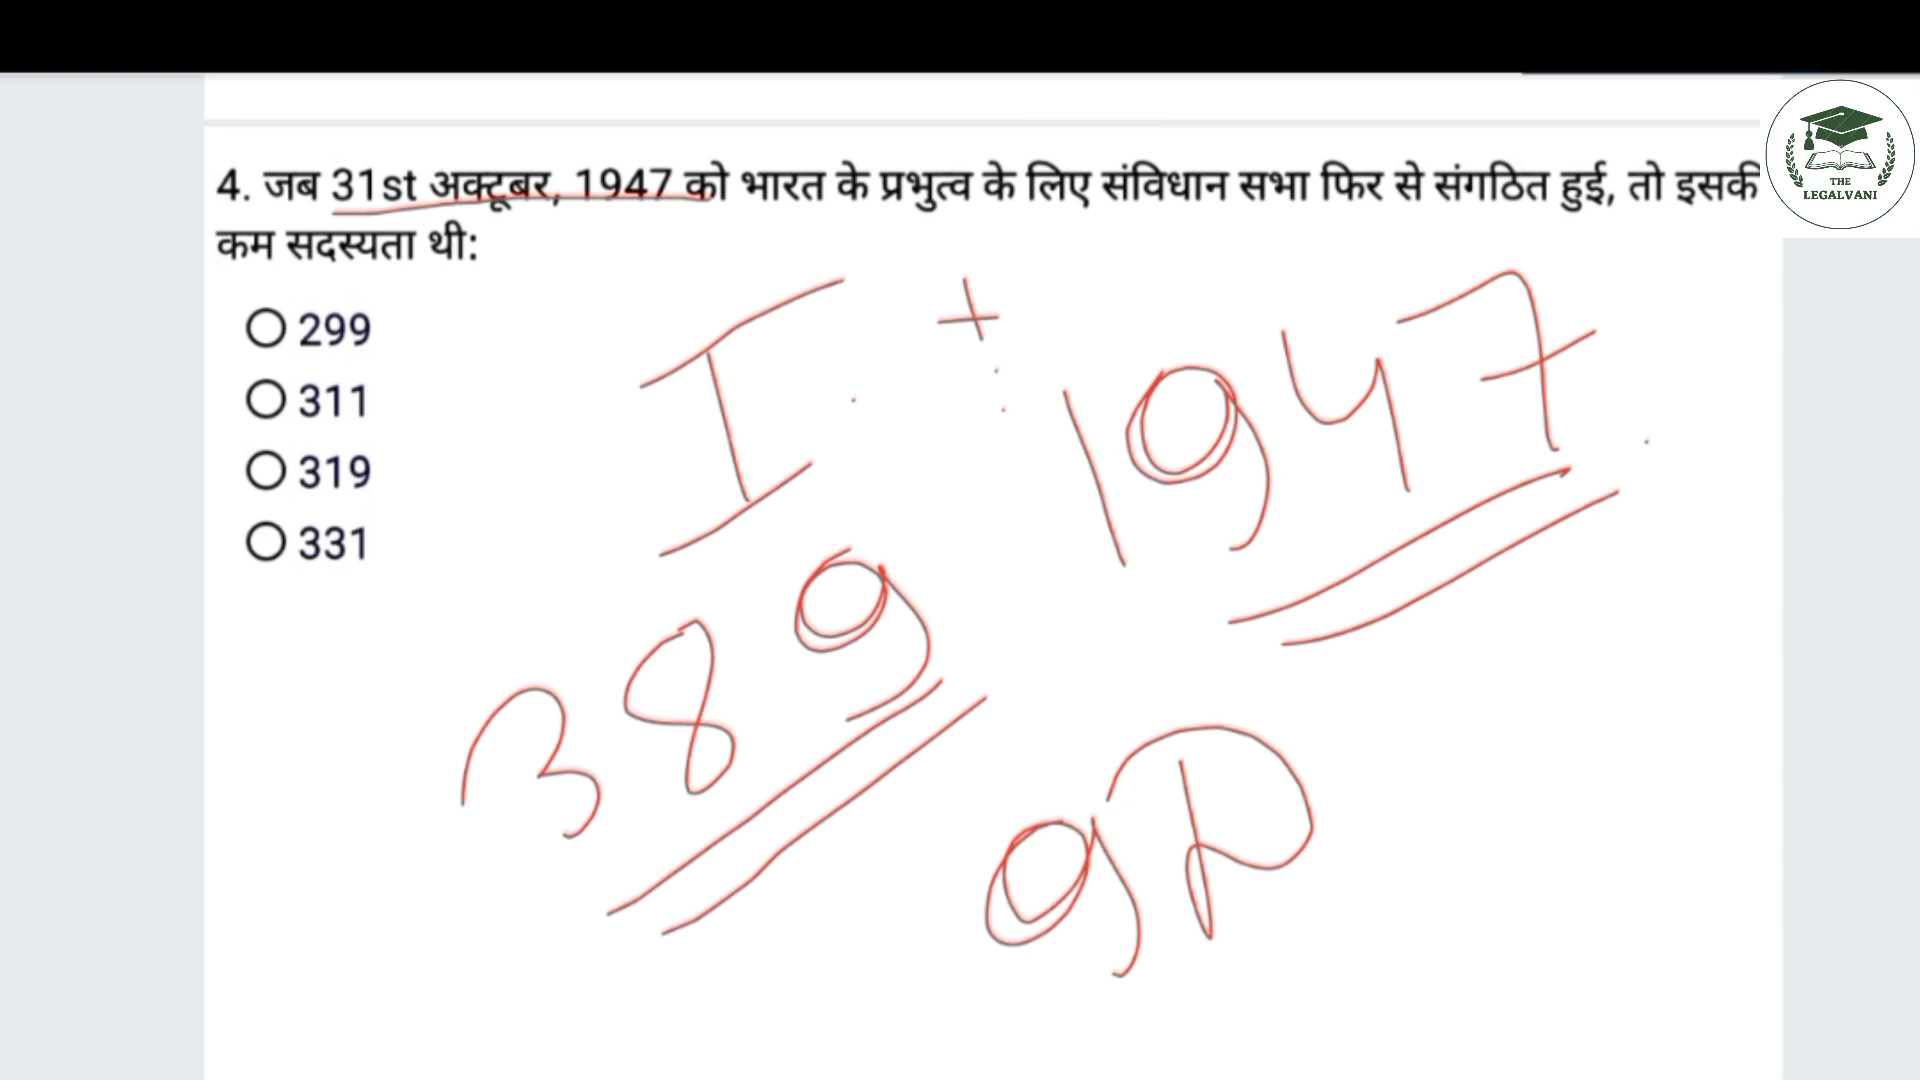 4. जब 31st अक्टूबर, 1947 को भारत के प्रभुत्व के लिए संविधान सभा फिर से संगठित हुई, तो इसकी
कम सदस्यता थी:
299
311
319
331
I + 1947
389
THE
LEGALVANI